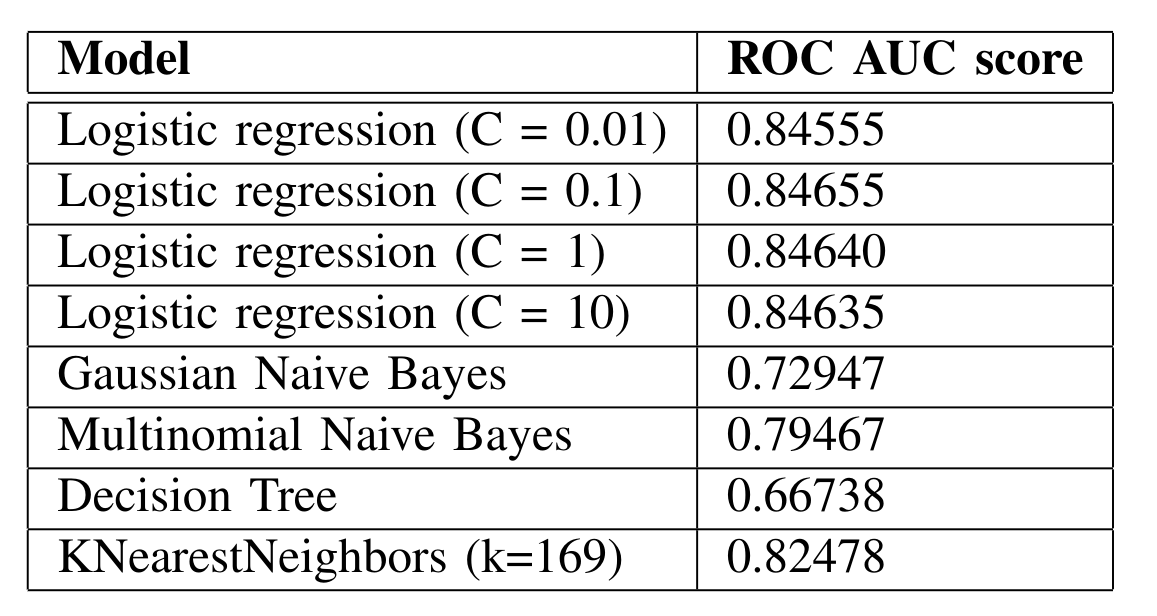 Model ROC AUC score
Logistic regression (C = 0.01) 0.84555
Logistic regression (C = 0.1) 0.84655
Logistic regression (C = 1) 0.84640
Logistic regression (C = 10) 0.84635
Gaussian Naive Bayes 0.72947
Multinomial Naive Bayes 0.79467
Decision Tree 0.66738
KNearestNeighbors (k=169) 0.82478